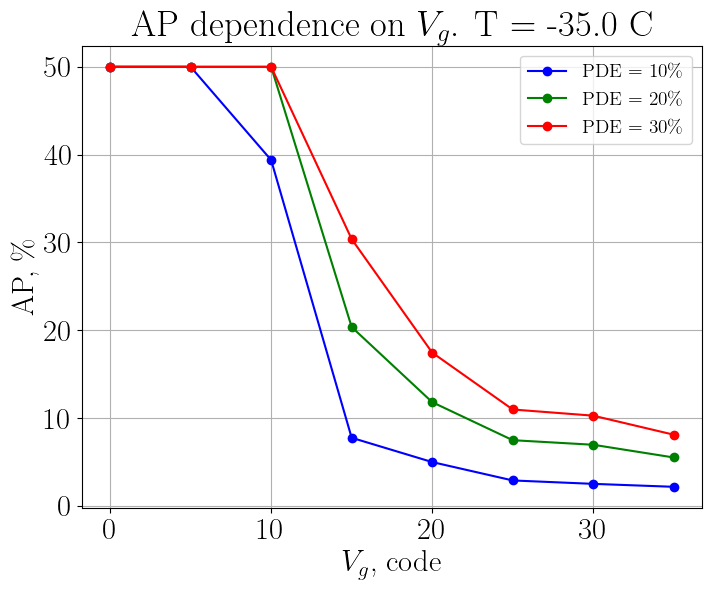 AP dependence on V_g. T = -35.0 C
PDE = 10%
PDE = 20%
PDE = 30%
AP, %
50
40
30
20
10
0
0 10 20 30
V_g, code